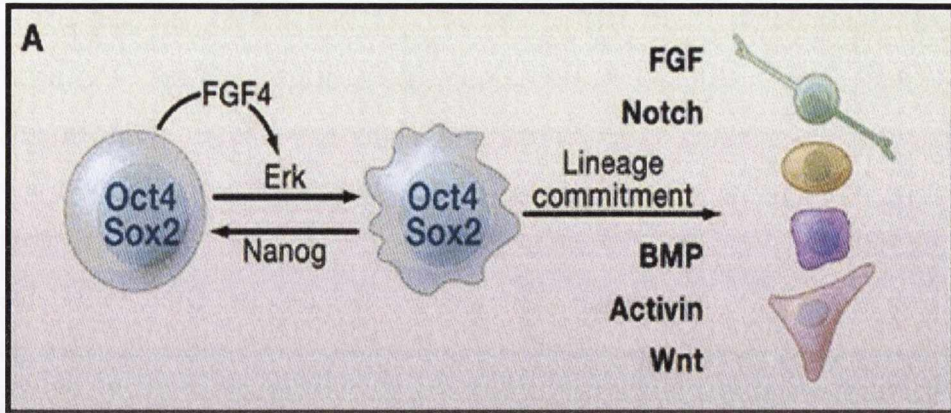 A
FGF4
Erk
Oct4
Sox2
Nanog
Oct4
Sox2
FGF
Notch
Lineage
commitment
BMP
Activin
Wnt